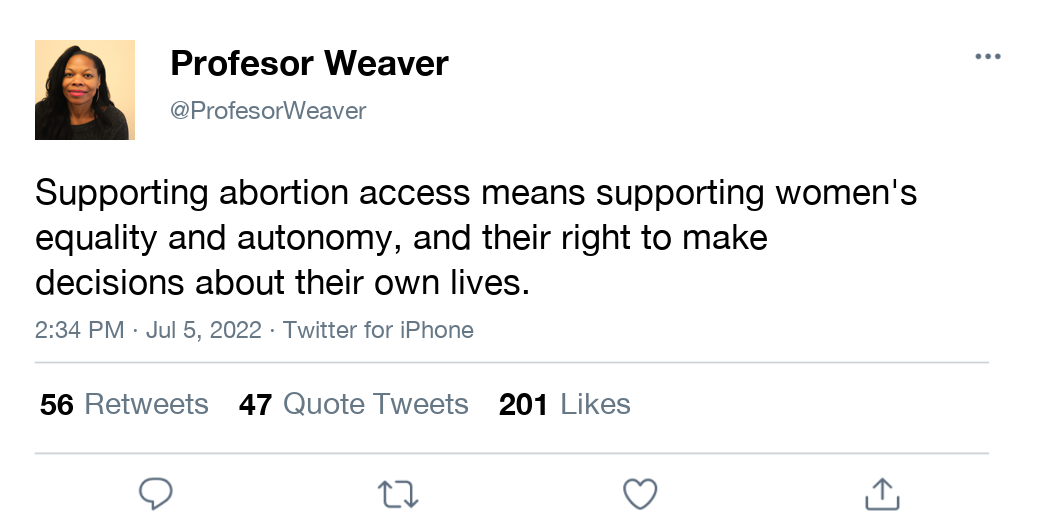 Profesor Weaver
@ProfesorWeaver
Supporting abortion access means supporting women's
equality and autonomy, and their right to make
decisions about their own lives.
2:34 PM · Jul 5, 2022 · Twitter for iPhone
56 Retweets 47 Quote Tweets 201 Likes